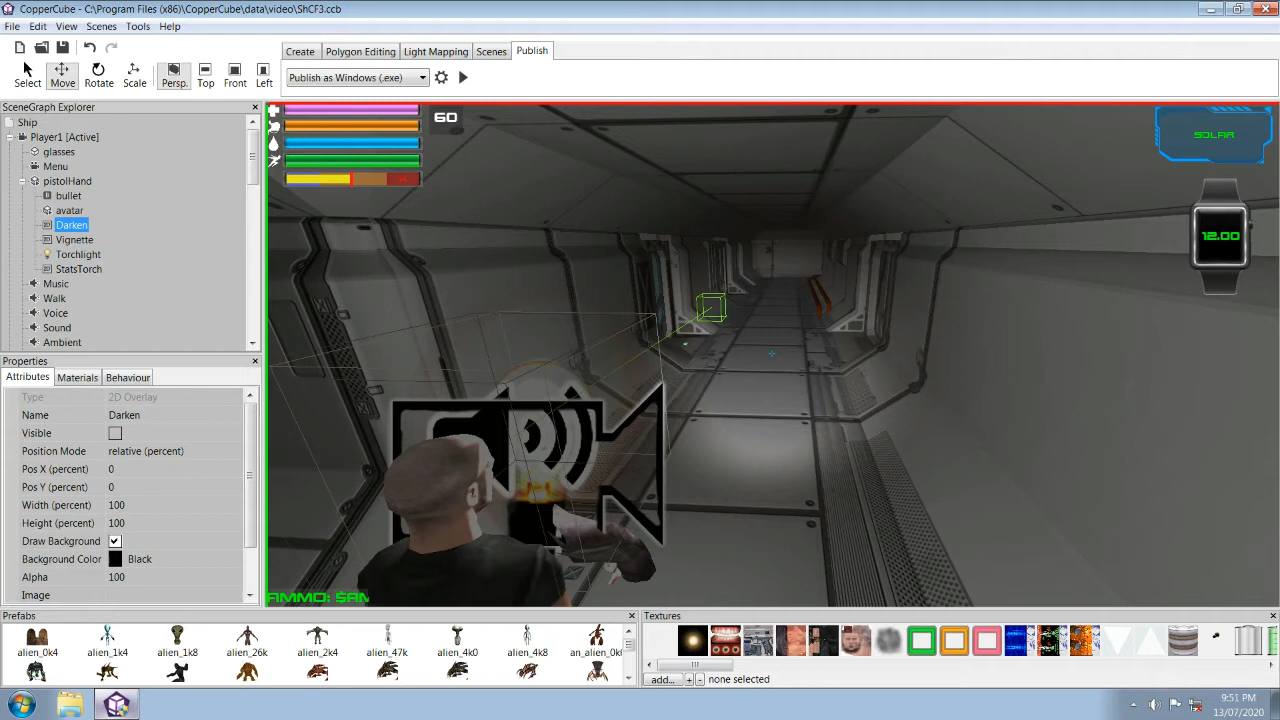 CopperCube - C:\Program Files (x86)\CopperCube\data\video\ShCF3.ccb
File Edit View Scenes Tools Help
Create Polygon Editing Light Mapping Scenes Publish
Select Move Rotate Scale Persp. Top Front Left
Publish as Windows (.exe)
SceneGraph Explorer
Ship
Player1 [Active]
glasses
Menu
pistolHand
bullet
avatar
Darken
Vignette
Torchlight
StatsTorch
Music
Walk
Voice
Sound
Ambient
Properties
Attributes Materials Behaviour
Type 2D Overlay
Name Darken
Visible
Position Mode relative (percent)
Pos X (percent) 0
Pos Y (percent) 0
Width (percent) 100
Height (percent) 100
Draw Background
Background Color Black
Alpha 100
Image
60
SOLAR
12.00
AMMO: $AM
Prefabs
alien_0k4 alien_1k4 alien_1k8 alien_26k alien_2k4 alien_47k alien_4k0 alien_4k8 an_alien_0k
Textures
add... + - none selected
9:51 PM
13/07/2020